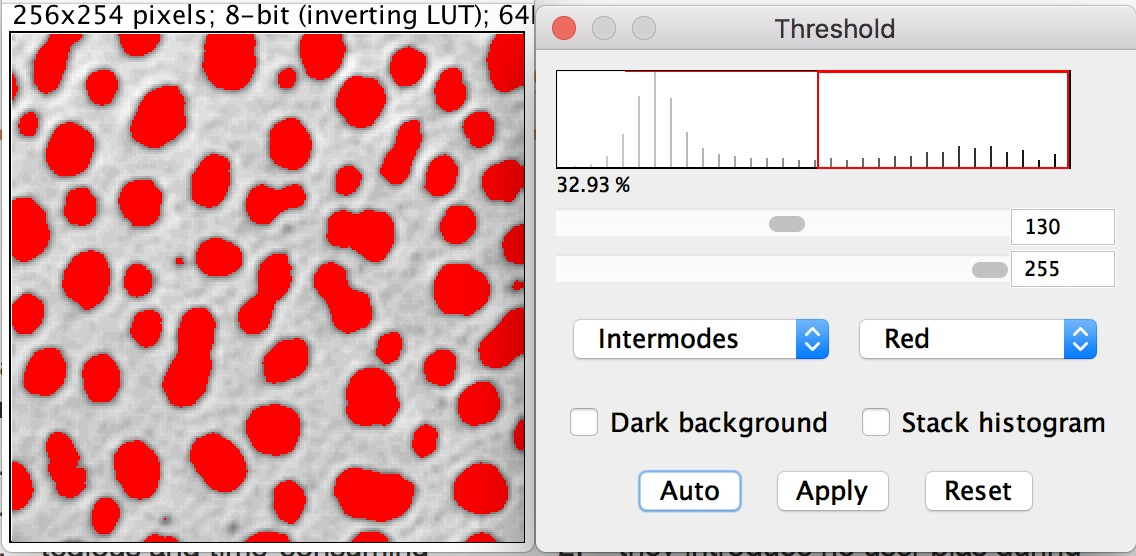 256x254 pixels; 8-bit (inverting LUT); 64
Threshold
32.93 %
130
255
Intermodes
Red
Dark background
Stack histogram
Auto
Apply
Reset